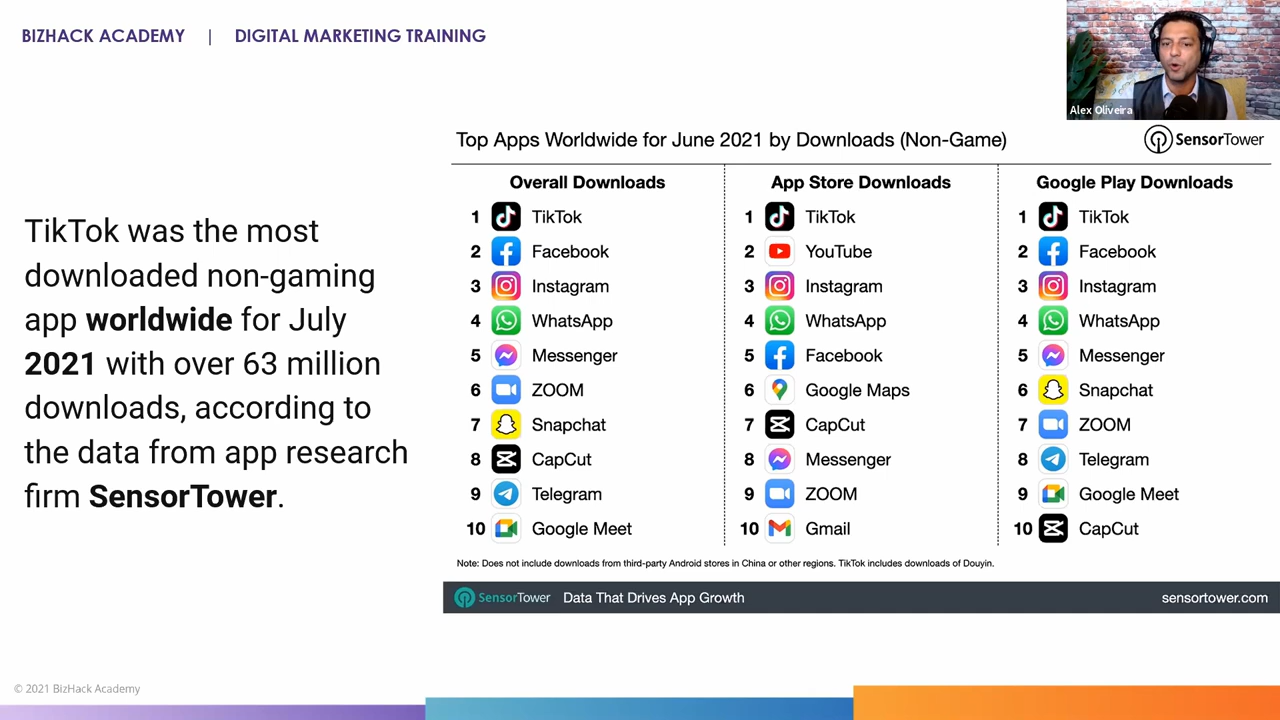 BIZHACK ACADEMY | DIGITAL MARKETING TRAINING
Alex Oliveira
TikTok was the most
downloaded non-gaming
app worldwide for July
2021 with over 63 million
downloads, according to
the data from app research
firm SensorTower.
Top Apps Worldwide for June 2021 by Downloads (Non-Game)
SensorTower
Overall Downloads
1 TikTok
2 Facebook
3 Instagram
4 WhatsApp
5 Messenger
6 ZOOM
7 Snapchat
8 CapCut
9 Telegram
10 Google Meet
App Store Downloads
1 TikTok
2 YouTube
3 Instagram
4 WhatsApp
5 Facebook
6 Google Maps
7 CapCut
8 Messenger
9 ZOOM
10 Gmail
Google Play Downloads
1 TikTok
2 Facebook
3 Instagram
4 WhatsApp
5 Messenger
6 Snapchat
7 ZOOM
8 Telegram
9 Google Meet
10 CapCut
Note: Does not include downloads from third-party Android stores in China or other regions. TikTok includes downloads of Douyin.
SensorTower Data That Drives App Growth sensortower.com
© 2021 BizHack Academy